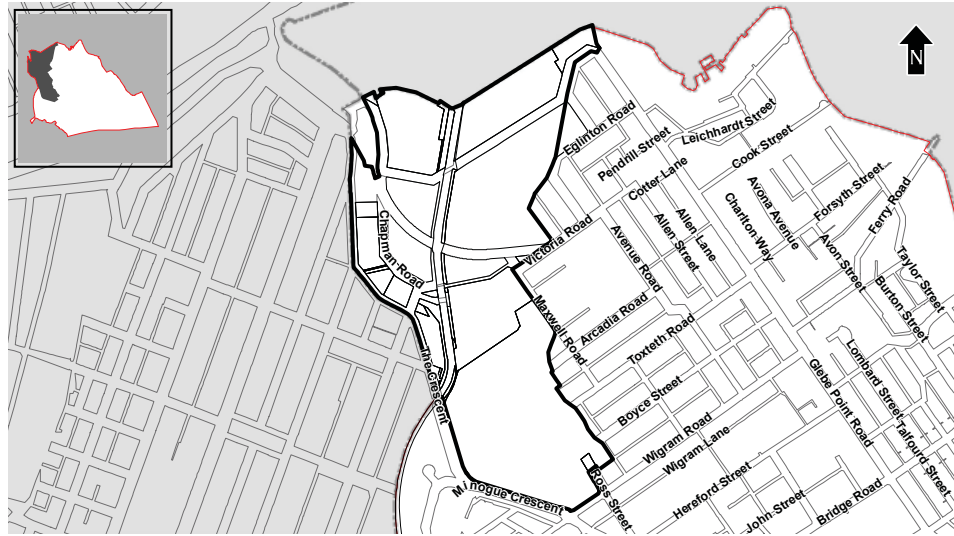 N
Eglinton Road
Leichhardt Street
Pendrill Street
Cook Street
Cotter Lane
Forsyth Street
Avona Avenue
Ferry Road
Charlton Way
Allen Lane
Allen Street
Victoria Road
Chapman Road
Avenue Road
Avon Street
Taylor Street
Burton Street
Maxwell Road
Arcadia Road
Toxteth Road
Lombard Street
The Crescent
Boyce Street
Glebe Point Road
Talfourd Street
Wigram Road
Wigram Lane
Hereford Street
Ross Street
Minogue Crescent
John Street
Bridge Road